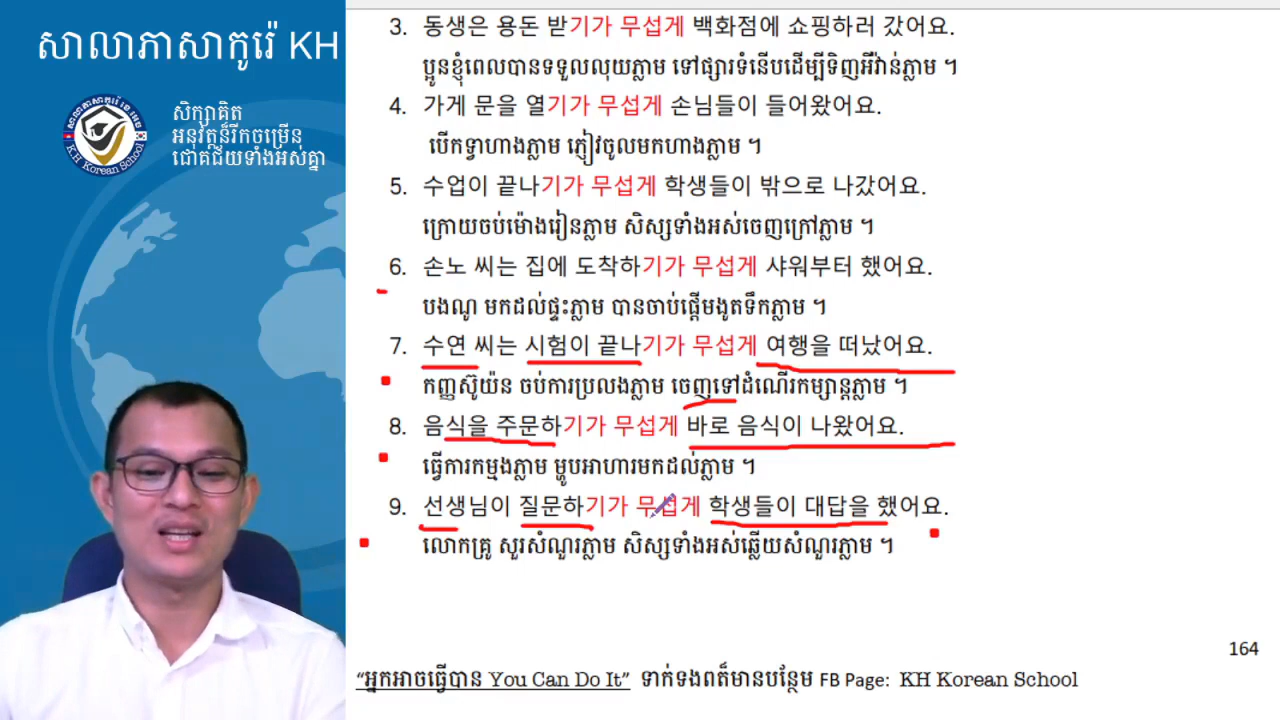 សាលាភាសាកូរ៉េ KH
សិក្សាគិត
អនុវត្តន៍រីកចម្រើន
ជោគជ័យទាំងអស់គ្នា
សាលាភាសាកូរ៉េ ខេ អេមច
K.H Korean School
3. 동생은 용돈 받기가 무섭게 백화점에 쇼핑하러 갔어요.
ប្អូនខ្ញុំពេលបានទទួលលុយភ្លាម ទៅផ្សារទំនើបដើម្បីទិញអីវ៉ាន់ភ្លាម ។
4. 가게 문을 열기가 무섭게 손님들이 들어왔어요.
បើកទ្វាហាងភ្លាម ភ្ញៀវចូលមកហាងភ្លាម ។
5. 수업이 끝나기가 무섭게 학생들이 밖으로 나갔어요.
ក្រោយចប់ម៉ោងរៀនភ្លាម សិស្សទាំងអស់ចេញក្រៅភ្លាម ។
6. 손노 씨는 집에 도착하기가 무섭게 샤워부터 했어요.
បងណូ មកដល់ផ្ទះភ្លាម បានចាប់ផ្តើមងូតទឹកភ្លាម ។
7. 수연 씨는 시험이 끝나기가 무섭게 여행을 떠났어요.
កញ្ញស៊ូយ៉ន ចប់ការប្រលងភ្លាម ចេញទៅដំណើរកម្សាន្តភ្លាម ។
8. 음식을 주문하기가 무섭게 바로 음식이 나왔어요.
ធ្វើការកម្មងភ្លាម ម្ហូបអាហារមកដល់ភ្លាម ។
9. 선생님이 질문하기가 무섭게 학생들이 대답을 했어요.
លោកគ្រូ សួរសំណួរភ្លាម សិស្សទាំងអស់ឆ្លើយសំណួរភ្លាម ។
164
“អ្នកអាចធ្វើបាន You Can Do It” ទាក់ទងពត៌មានបន្ថែម FB Page: KH Korean School